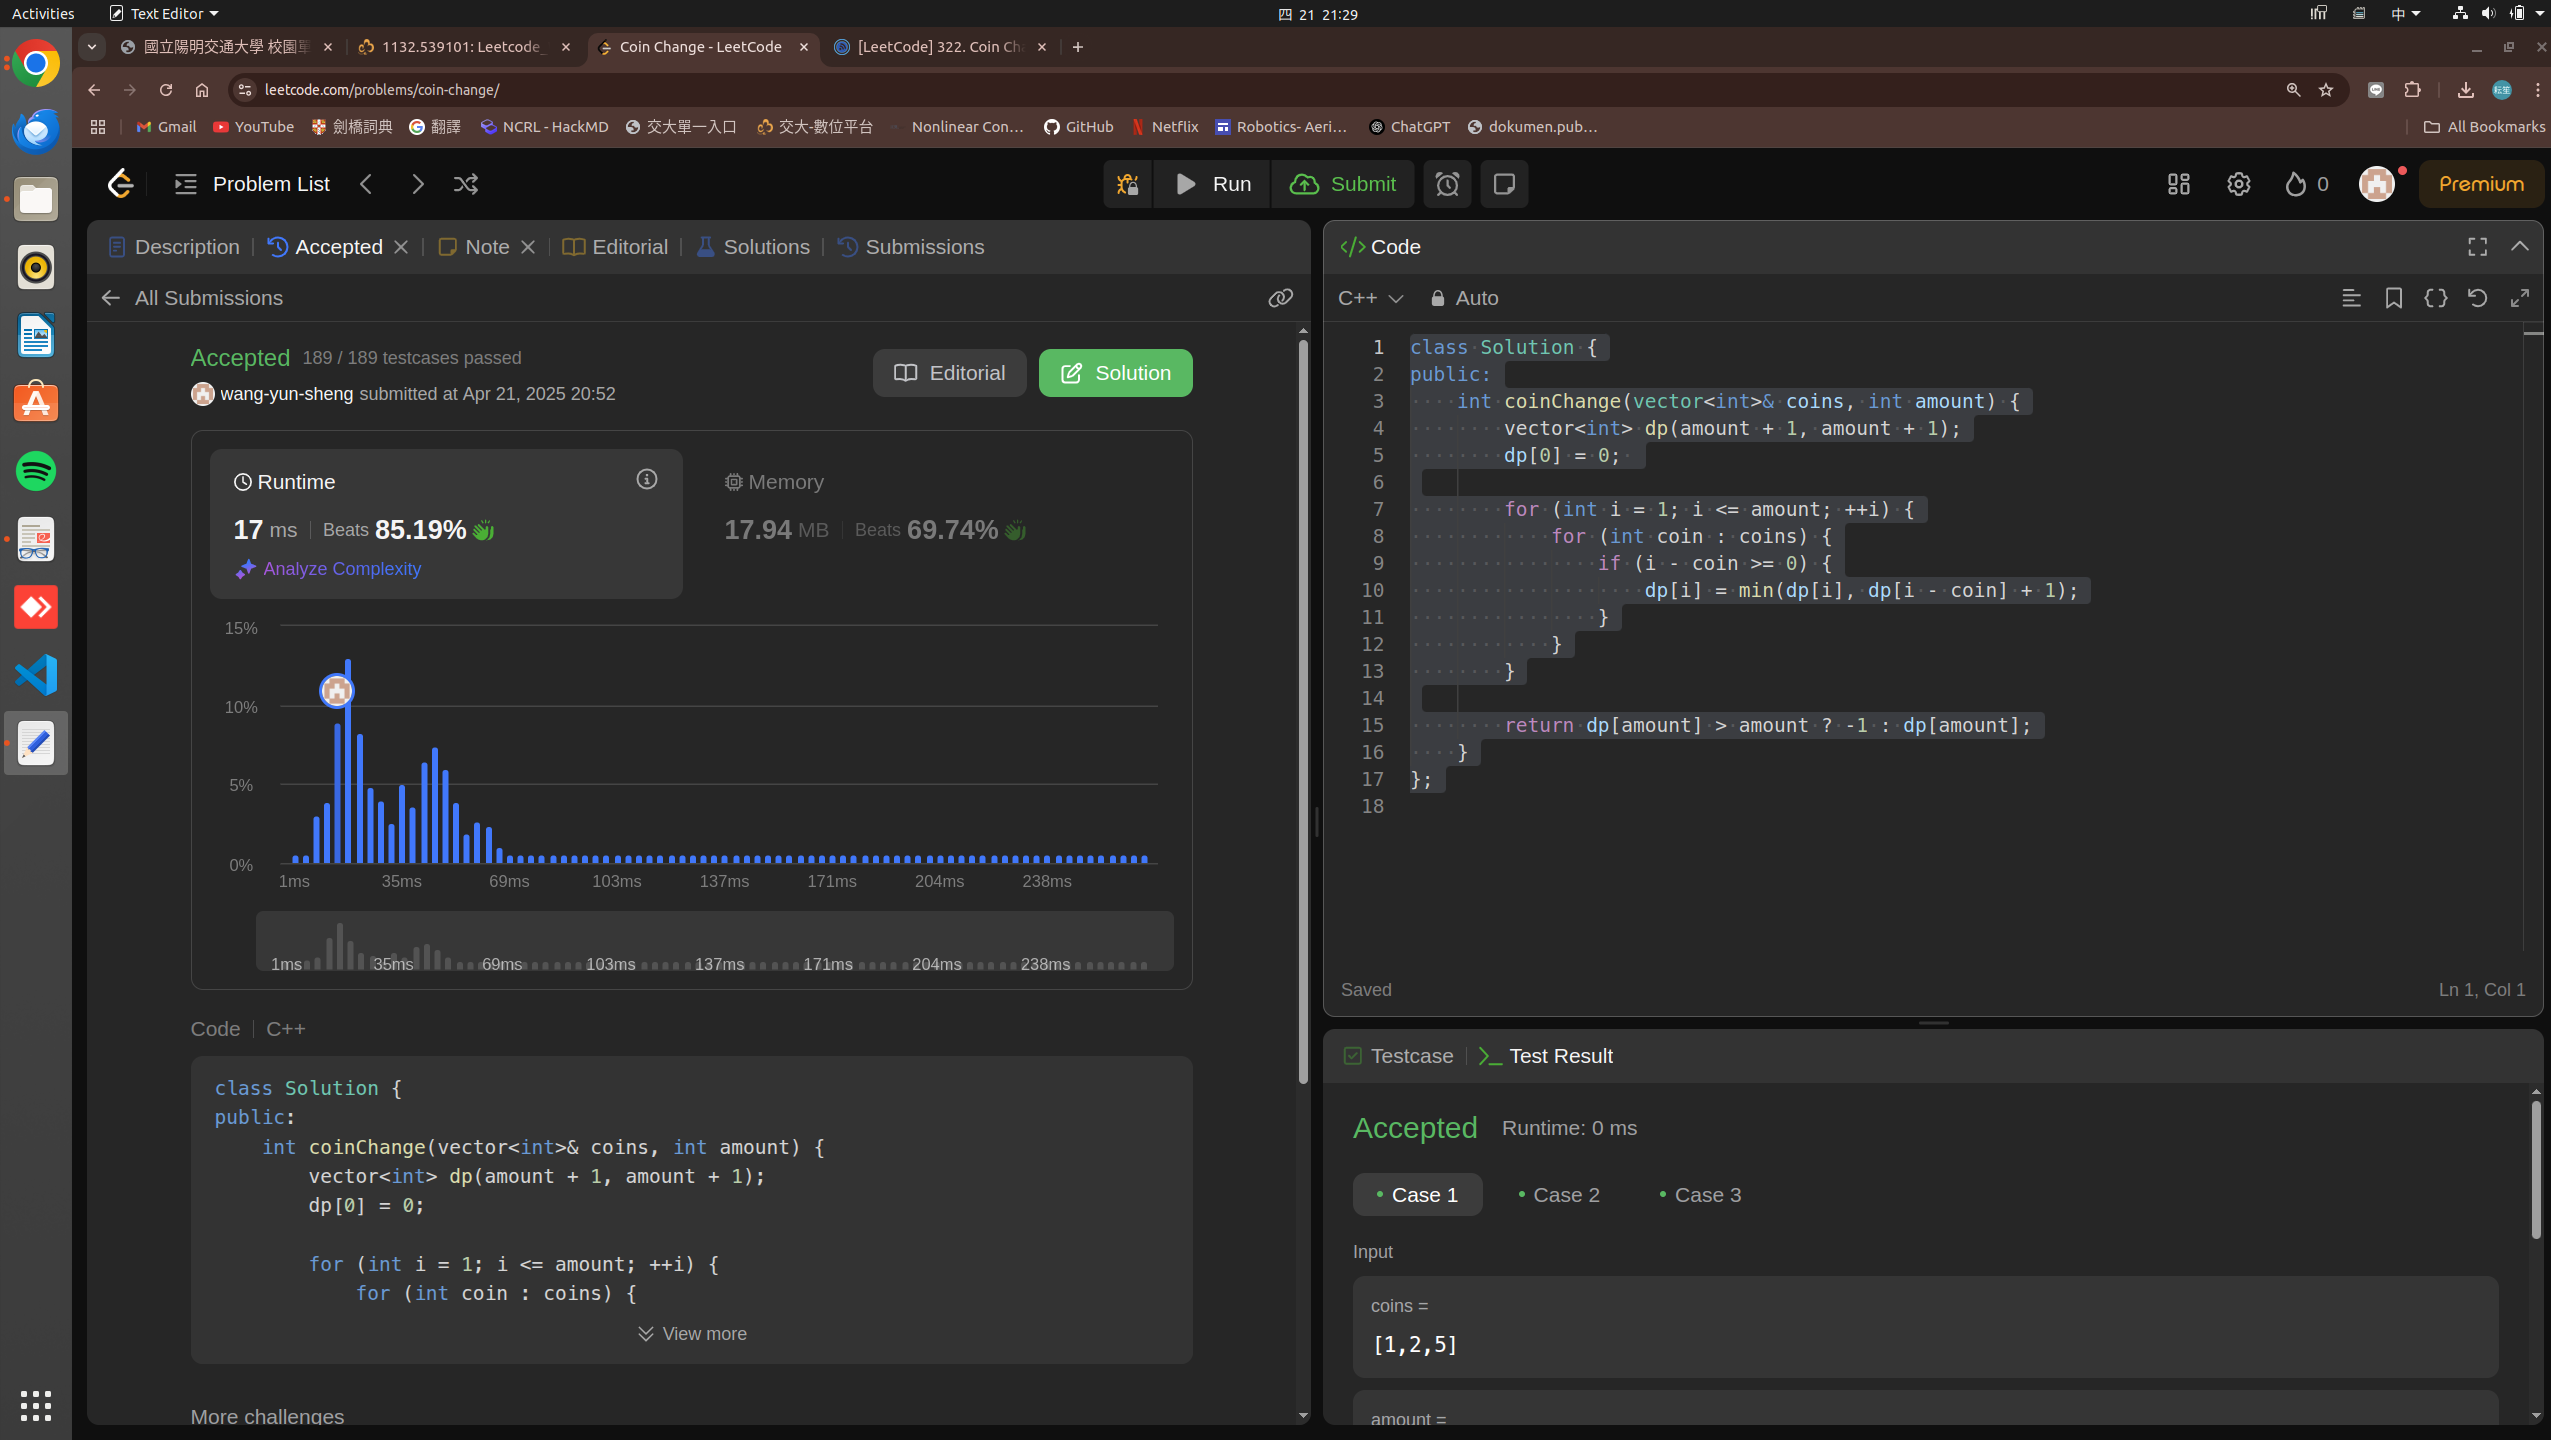 Activities
Text Editor
四 21 21:29
中
國立陽明交通大學 校園單
1132.539101: Leetcode_
Coin Change - LeetCode
[LeetCode] 322. Coin Ch
leetcode.com/problems/coin-change/
Gmail
YouTube
劍橋詞典
翻譯
NCRL - HackMD
交大單一入口
交大-數位平台
Nonlinear Con...
GitHub
Netflix
Robotics- Aeri...
ChatGPT
dokumen.pub...
All Bookmarks
Problem List
Run
Submit
0
Premium
Description
Accepted
Note
Editorial
Solutions
Submissions
All Submissions
Accepted 189 / 189 testcases passed
wang-yun-sheng submitted at Apr 21, 2025 20:52
Editorial
Solution
Runtime
17 ms Beats 85.19%
Analyze Complexity
Memory
17.94 MB Beats 69.74%
15%
10%
5%
0%
1ms 35ms 69ms 103ms 137ms 171ms 204ms 238ms
1ms 35ms 69ms 103ms 137ms 171ms 204ms 238ms
Code C++
class Solution {
public:
    int coinChange(vector<int>& coins, int amount) {
        vector<int> dp(amount + 1, amount + 1);
        dp[0] = 0;
        for (int i = 1; i <= amount; ++i) {
            for (int coin : coins) {
View more
More challenges
Code
C++ Auto
1 class Solution {
2 public:
3     int coinChange(vector<int>& coins, int amount) {
4         vector<int> dp(amount + 1, amount + 1);
5         dp[0] = 0;
6
7         for (int i = 1; i <= amount; ++i) {
8             for (int coin : coins) {
9                 if (i - coin >= 0) {
10                     dp[i] = min(dp[i], dp[i - coin] + 1);
11                 }
12             }
13         }
14
15         return dp[amount] > amount ? -1 : dp[amount];
16     }
17 };
18
Saved
Ln 1, Col 1
Testcase
Test Result
Accepted Runtime: 0 ms
Case 1
Case 2
Case 3
Input
coins =
[1,2,5]
amount =